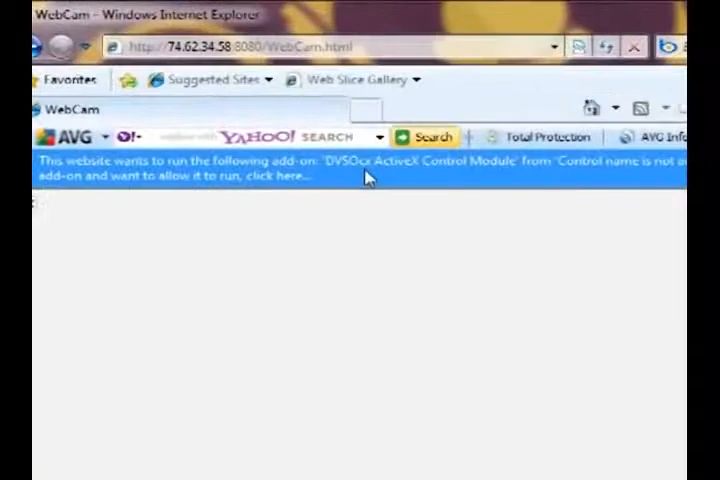 WebCam - Windows Internet Explorer
http://74.62.34.58:8080/WebCam.html
Favorites Suggested Sites Web Slice Gallery
WebCam
AVG Y! YAHOO! SEARCH Search Total Protection AVG Info
This website wants to run the following add-on: 'DVSOcx ActiveX Control Module' from 'Control name is not a
add-on and want to allow it to run, click here...